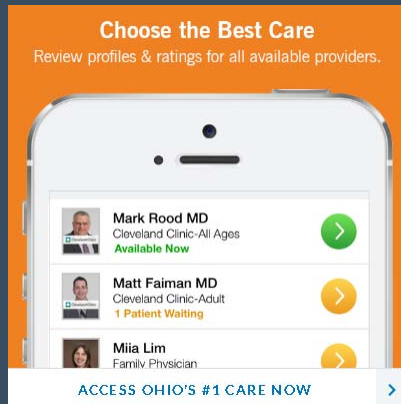 Choose the Best Care
Review profiles & ratings for all available providers.
Mark Rood MD
Cleveland Clinic-All Ages
Available Now
Matt Faiman MD
Cleveland Clinic-Adult
1 Patient Waiting
Miia Lim
Family Physician
ACCESS OHIO'S #1 CARE NOW